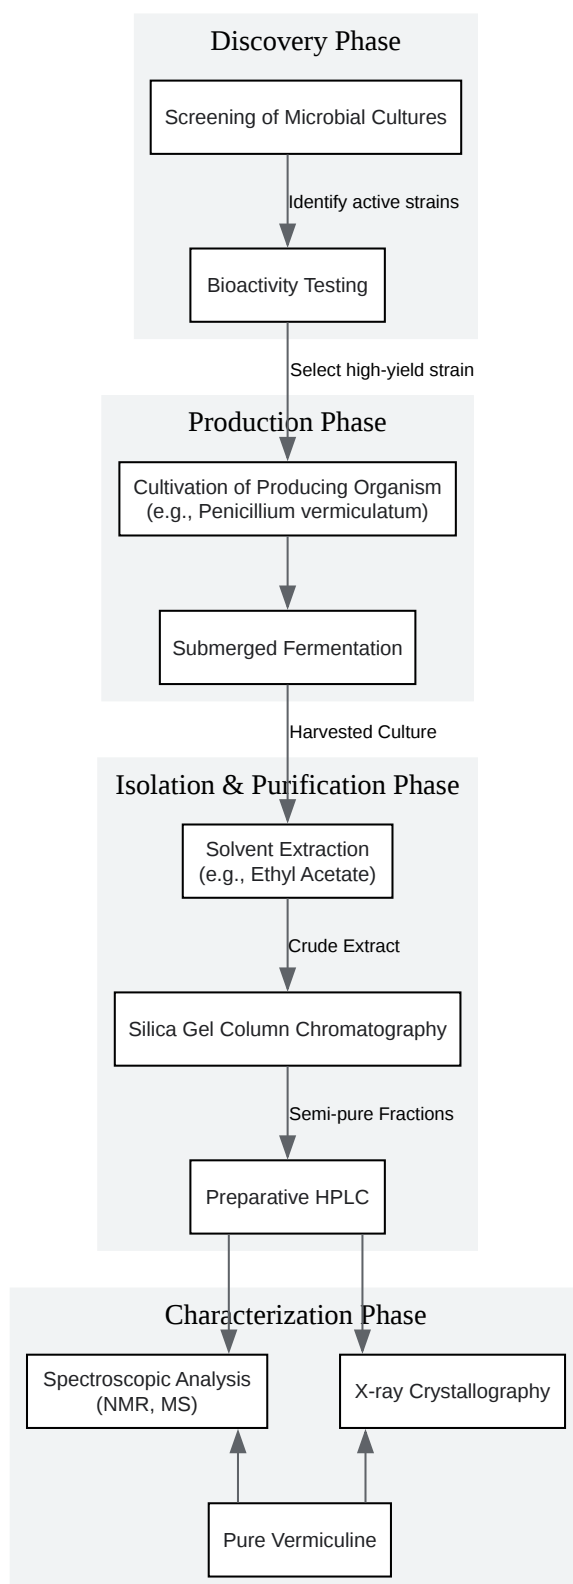 Discovery Phase
Screening of Microbial Cultures
Identify active strains
Bioactivity Testing
Select high-yield strain
Production Phase
Cultivation of Producing Organism
(e.g., Penicillium vermiculatum)
Submerged Fermentation
Harvested Culture
Isolation & Purification Phase
Solvent Extraction
(e.g., Ethyl Acetate)
Crude Extract
Silica Gel Column Chromatography
Semi-pure Fractions
Preparative HPLC
Characterization Phase
Spectroscopic Analysis
(NMR, MS)
X-ray Crystallography
Pure Vermiculine